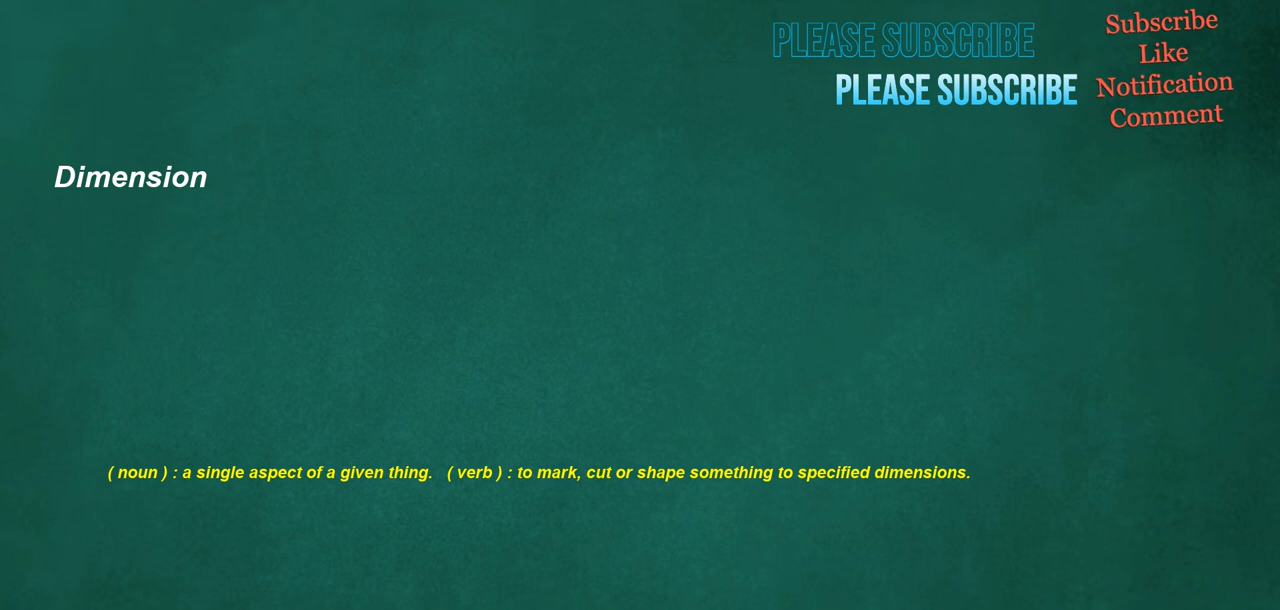 PLEASE SUBSCRIBE
PLEASE SUBSCRIBE
Subscribe
Like
Notification
Comment
Dimension
( noun ) : a single aspect of a given thing.   ( verb ) : to mark, cut or shape something to specified dimensions.